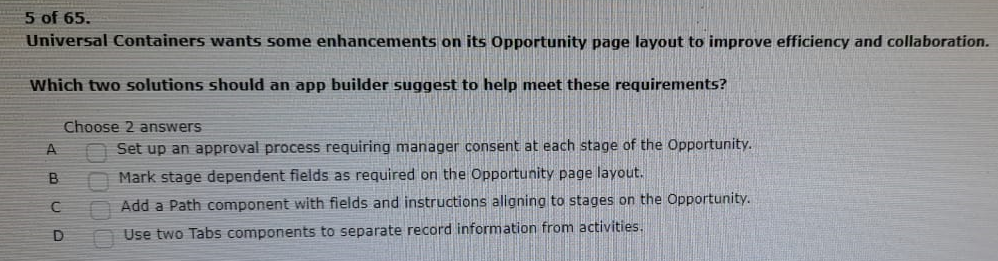 5 of 65.
Universal Containers wants some enhancements on its Opportunity page layout to improve efficiency and collaboration.
Which two solutions should an app builder suggest to help meet these requirements?
Choose 2 answers
A Set up an approval process requiring manager consent at each stage of the Opportunity.
B Mark stage dependent fields as required on the Opportunity page layout.
C Add a Path component with fields and instructions aligning to stages on the Opportunity.
D Use two Tabs components to separate record information from activities.